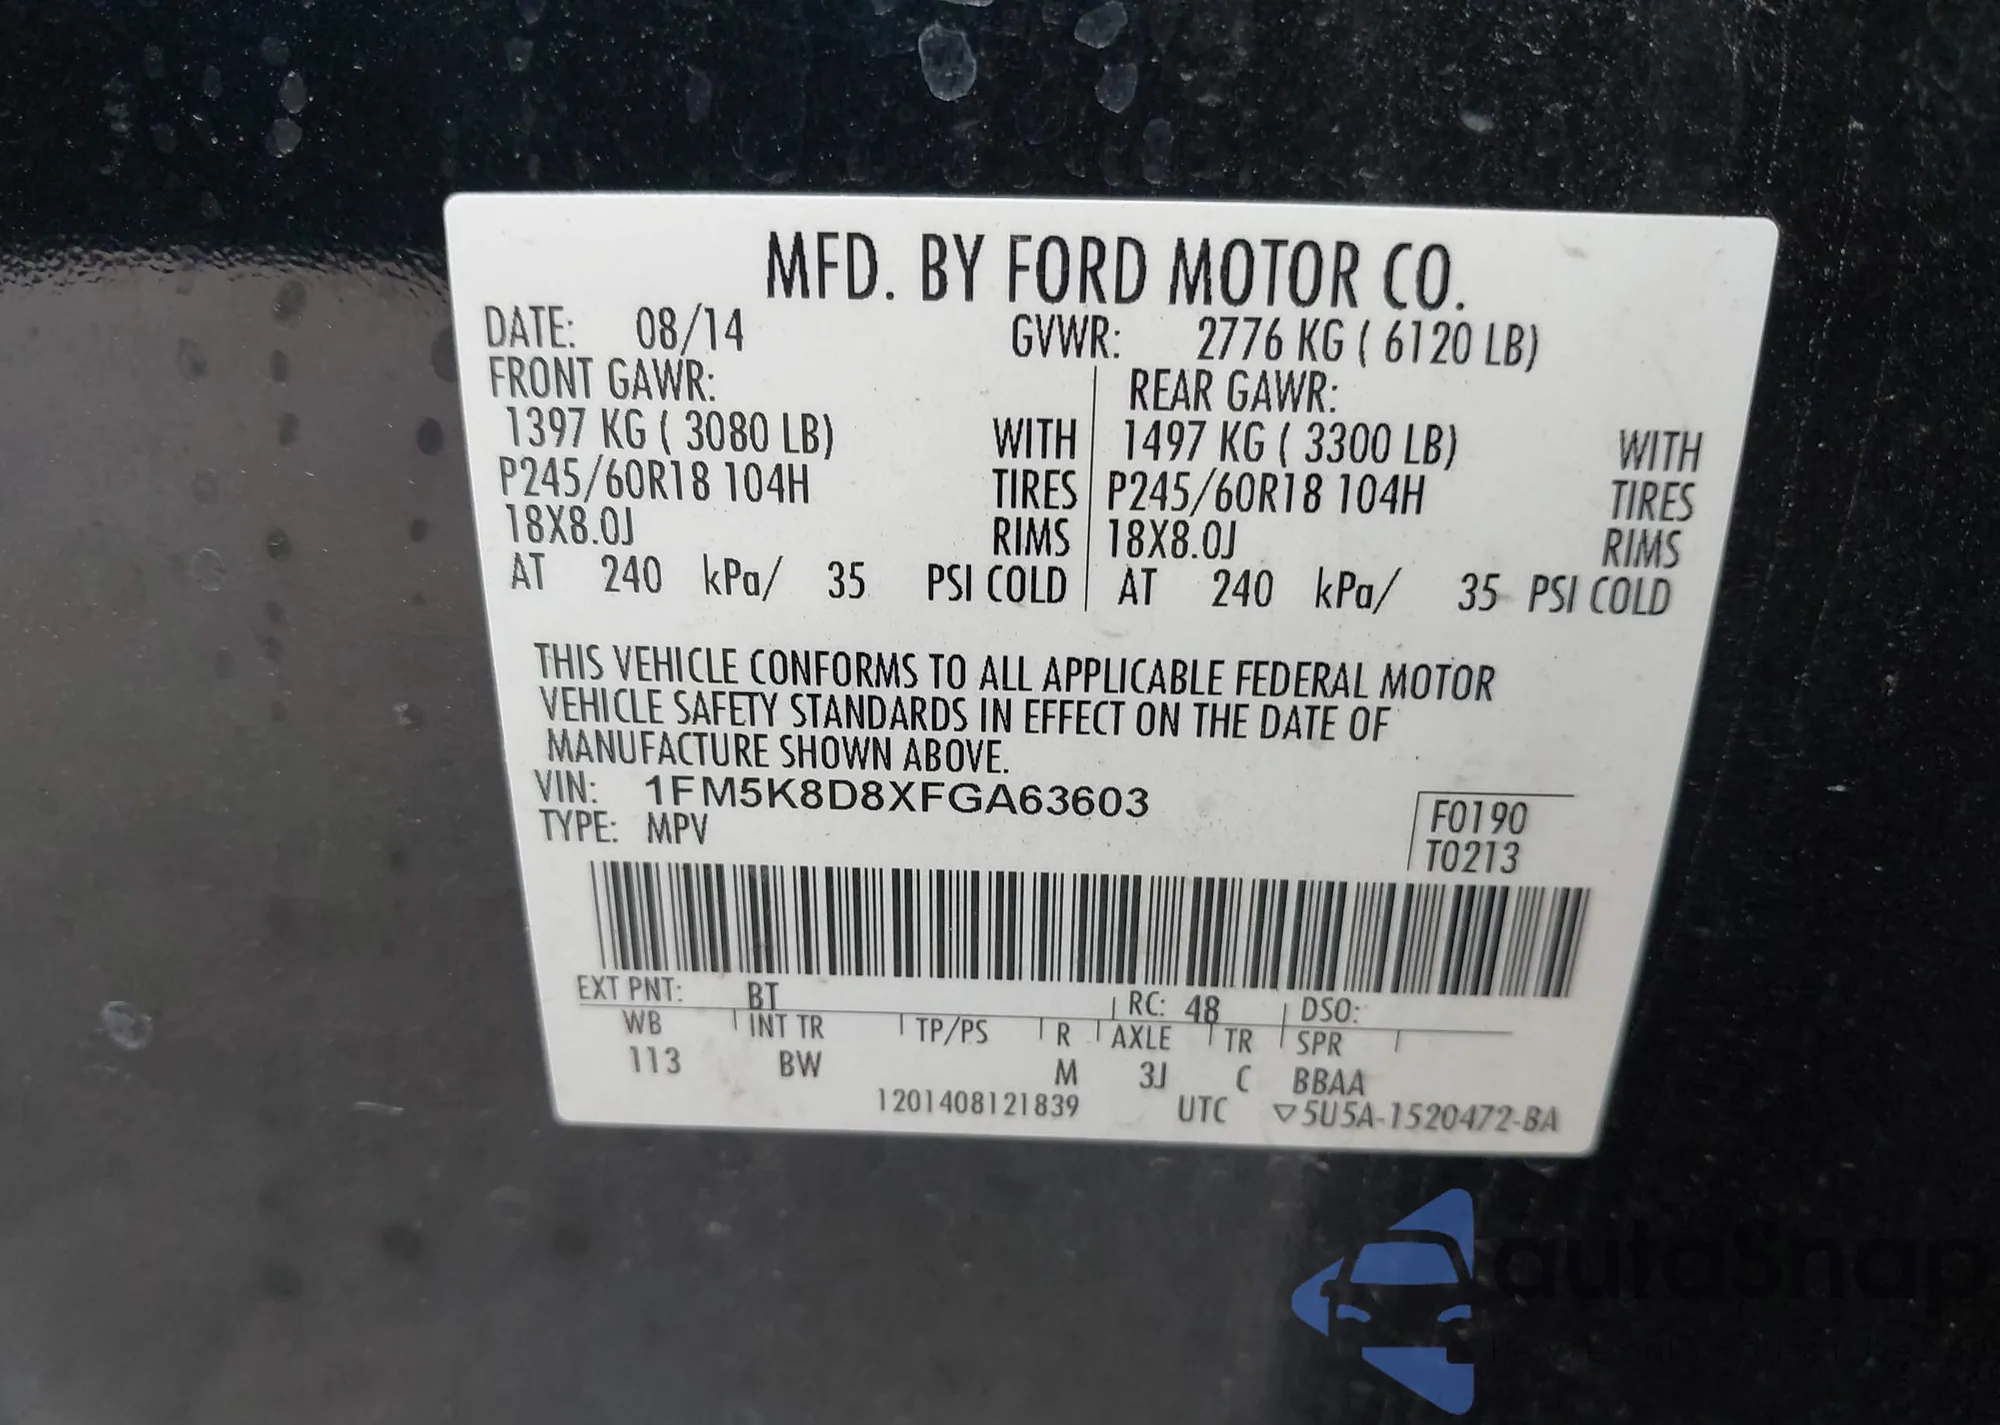 MFD. BY FORD MOTOR CO.
DATE: 08/14 GVWR: 2776 KG ( 6120 LB)
FRONT GAWR: REAR GAWR:
1397 KG ( 3080 LB) WITH 1497 KG ( 3300 LB) WITH
P245/60R18 104H TIRES P245/60R18 104H TIRES
18X8.0J RIMS 18X8.0J RIMS
AT 240 kPa/ 35 PSI COLD AT 240 kPa/ 35 PSI COLD
THIS VEHICLE CONFORMS TO ALL APPLICABLE FEDERAL MOTOR
VEHICLE SAFETY STANDARDS IN EFFECT ON THE DATE OF
MANUFACTURE SHOWN ABOVE.
VIN: 1FM5K8D8XFGA63603
TYPE: MPV
F0190
T0213
EXT PNT: BT RC: 48 DSO:
WB INT TR TP/PS R AXLE TR SPR
113 BW M 3J C BBAA
1201408121839 UTC ▽5U5A-1520472-BA
autoSnap